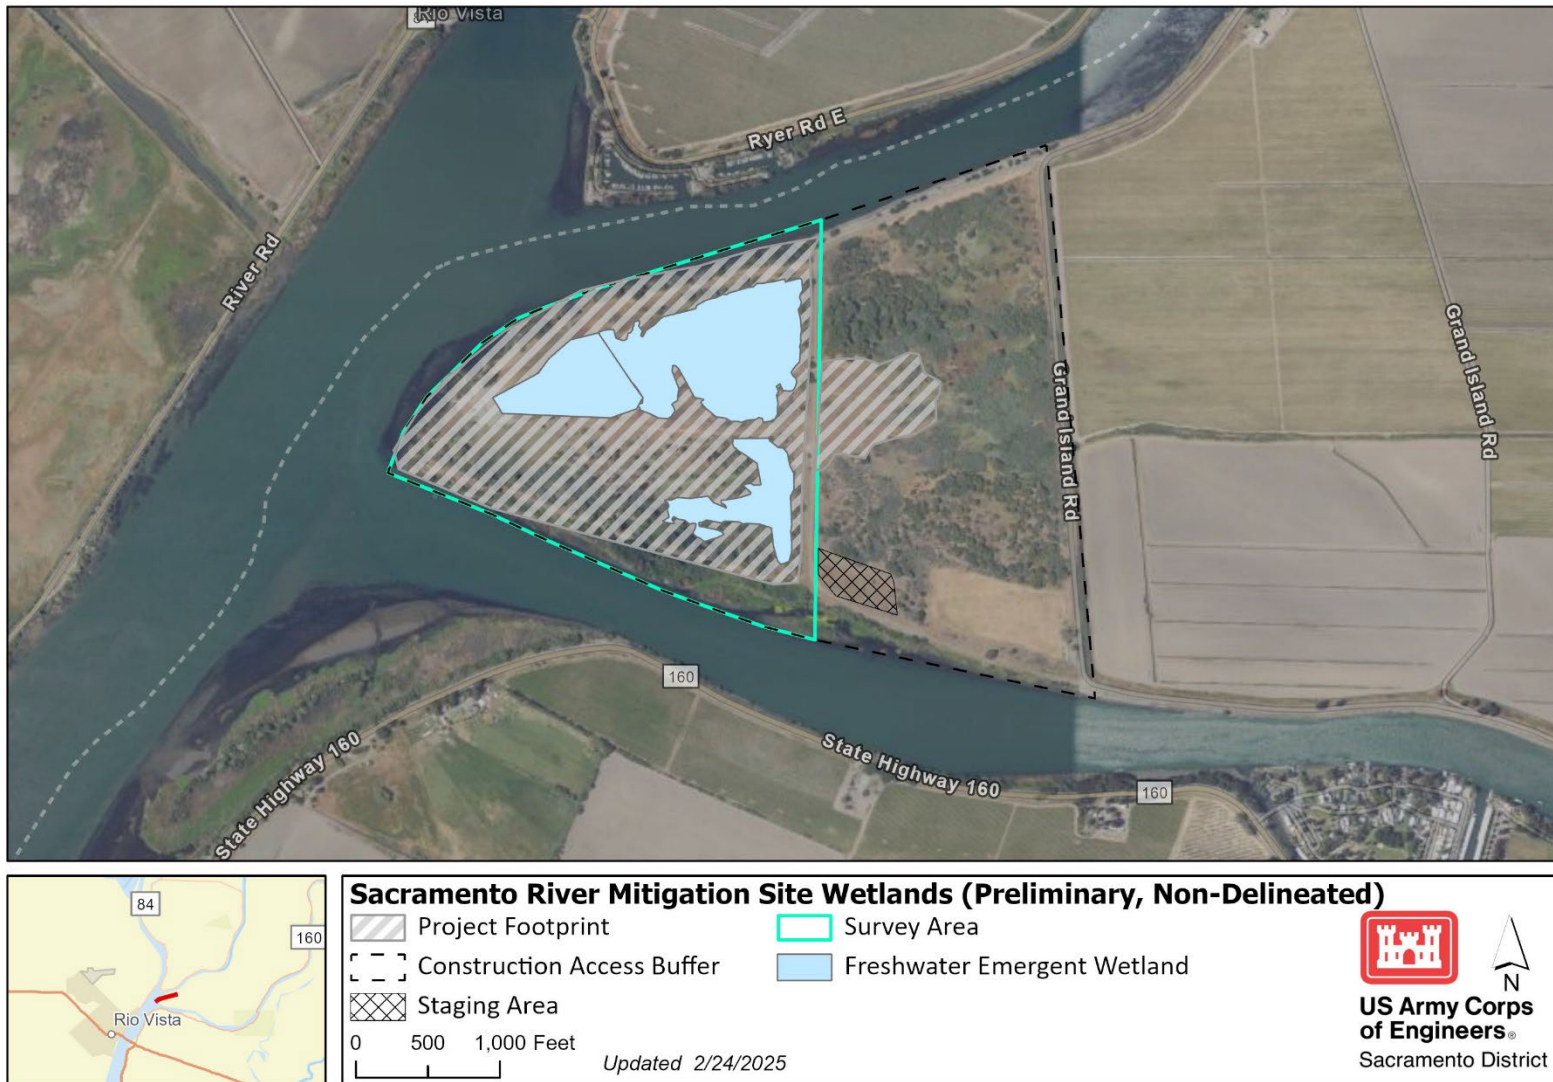 Rio Vista
Ryer Rd E
River Rd
Grand Island Rd
Grand Island Rd
160
State Highway 160
State Highway 160
160
84
160
Rio Vista
Sacramento River Mitigation Site Wetlands (Preliminary, Non-Delineated)
Project Footprint
Survey Area
Construction Access Buffer
Freshwater Emergent Wetland
Staging Area
0 500 1,000 Feet
Updated 2/24/2025
N
US Army Corps
of Engineers®
Sacramento District